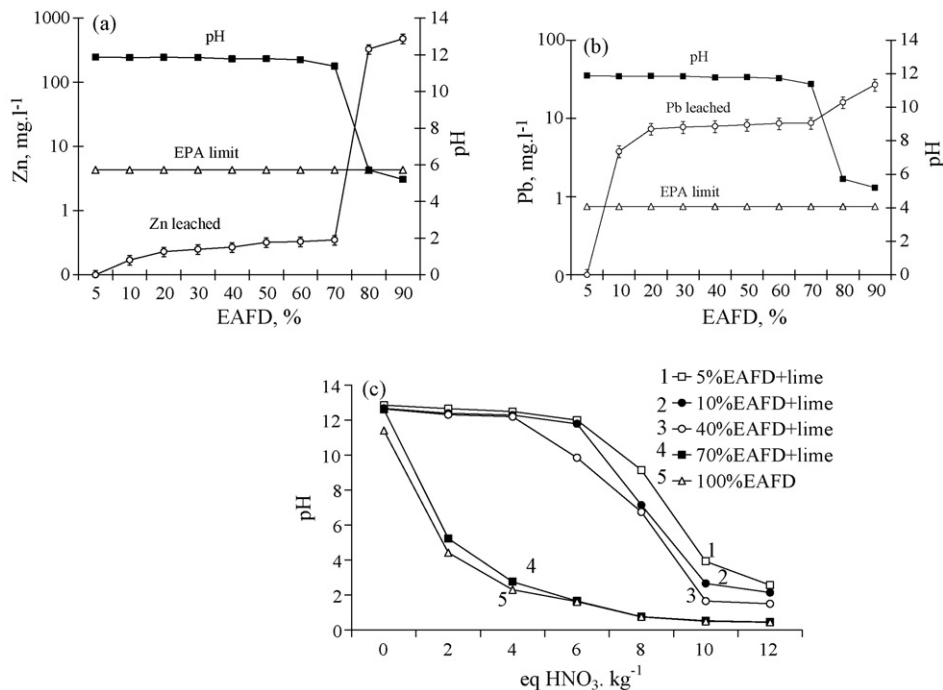 (a)
1000
100
10
1
0
Zn, mg.l-1
pH
EPA limit
Zn leached
14
12
10
8
6
4
2
0
pH
5 10 20 30 40 50 60 70 80 90
EAFD, %
(b)
100
10
1
0
Pb, mg.l-1
pH
Pb leached
EPA limit
14
12
10
8
6
4
2
0
pH
5 10 20 30 40 50 60 70 80 90
EAFD, %
(c)
14
12
10
8
6
4
2
0
pH
1 5%EAFD+lime
2 10%EAFD+lime
3 40%EAFD+lime
4 70%EAFD+lime
5 100%EAFD
1
2
3
4
5
0 2 4 6 8 10 12
eq HNO₃. kg⁻¹